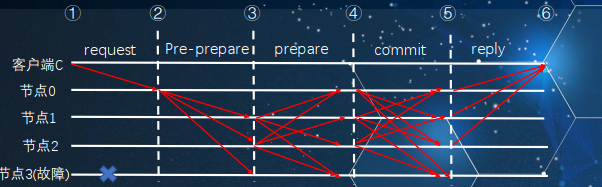 ① ② ③ ④ ⑤ ⑥
request Pre-prepare prepare commit reply
客户端C
节点0
节点1
节点2
节点3(故障)